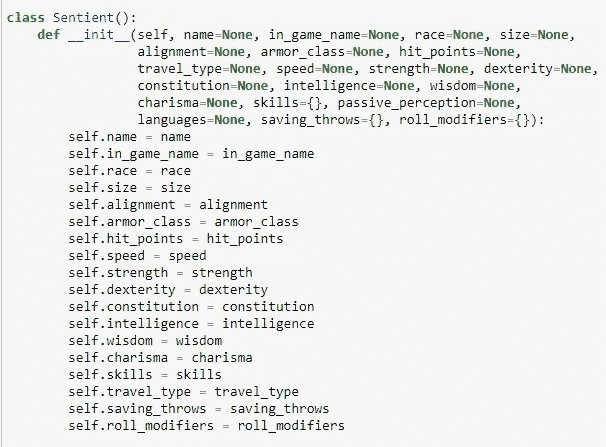 class Sentient():
    def __init__(self, name=None, in_game_name=None, race=None, size=None,
                 alignment=None, armor_class=None, hit_points=None,
                 travel_type=None, speed=None, strength=None, dexterity=None,
                 constitution=None, intelligence=None, wisdom=None,
                 charisma=None, skills={}, passive_perception=None,
                 languages=None, saving_throws={}, roll_modifiers={}):
        self.name = name
        self.in_game_name = in_game_name
        self.race = race
        self.size = size
        self.alignment = alignment
        self.armor_class = armor_class
        self.hit_points = hit_points
        self.speed = speed
        self.strength = strength
        self.dexterity = dexterity
        self.constitution = constitution
        self.intelligence = intelligence
        self.wisdom = wisdom
        self.charisma = charisma
        self.skills = skills
        self.travel_type = travel_type
        self.saving_throws = saving_throws
        self.roll_modifiers = roll_modifiers